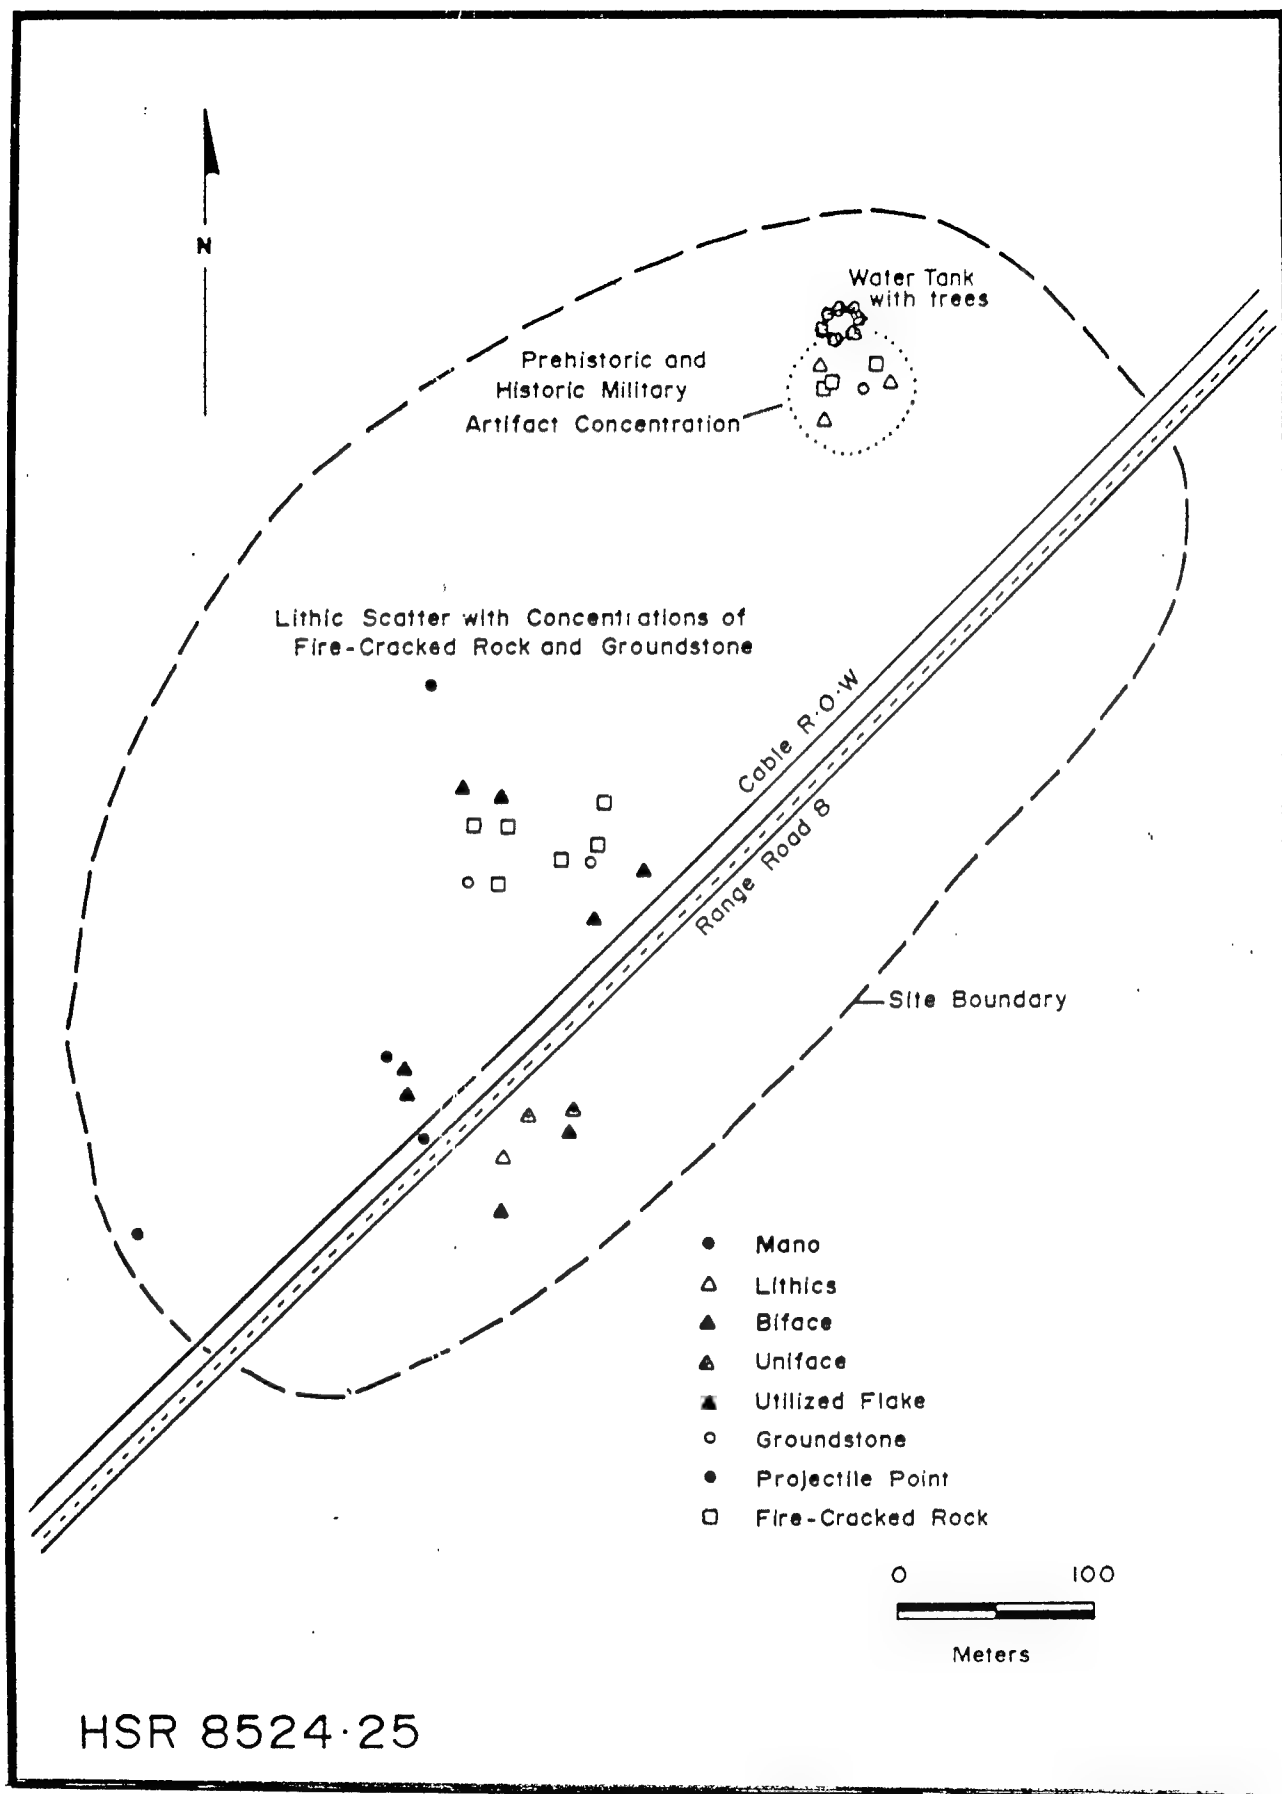 N
Water Tank
with trees
Prehistoric and
Historic Military
Artifact Concentration
Lithic Scatter with Concentrations of
Fire-Cracked Rock and Groundstone
Cable R·O·W
Range Road 8
Site Boundary
Mano
Lithics
Biface
Uniface
Utilized Flake
Groundstone
Projectile Point
Fire-Cracked Rock
0 100
Meters
HSR 8524·25